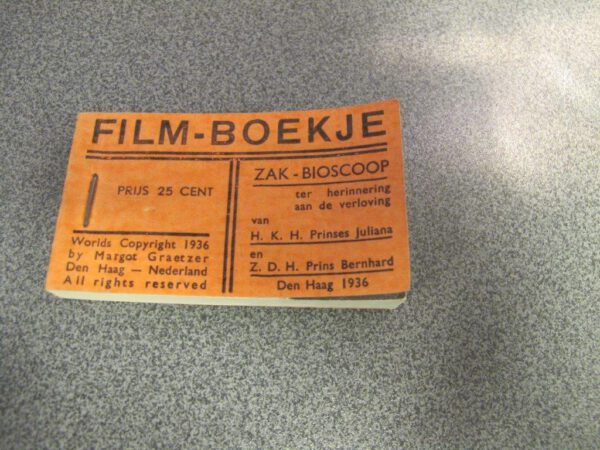 FILM-BOEKJE
PRIJS 25 CENT
Worlds Copyright 1936
by Margot Graetzer
Den Haag — Nederland
All rights reserved
ZAK - BIOSCOOP
ter herinnering
aan de verloving
van
H. K. H. Prinses Juliana
en
Z. D. H. Prins Bernhard
Den Haag 1936